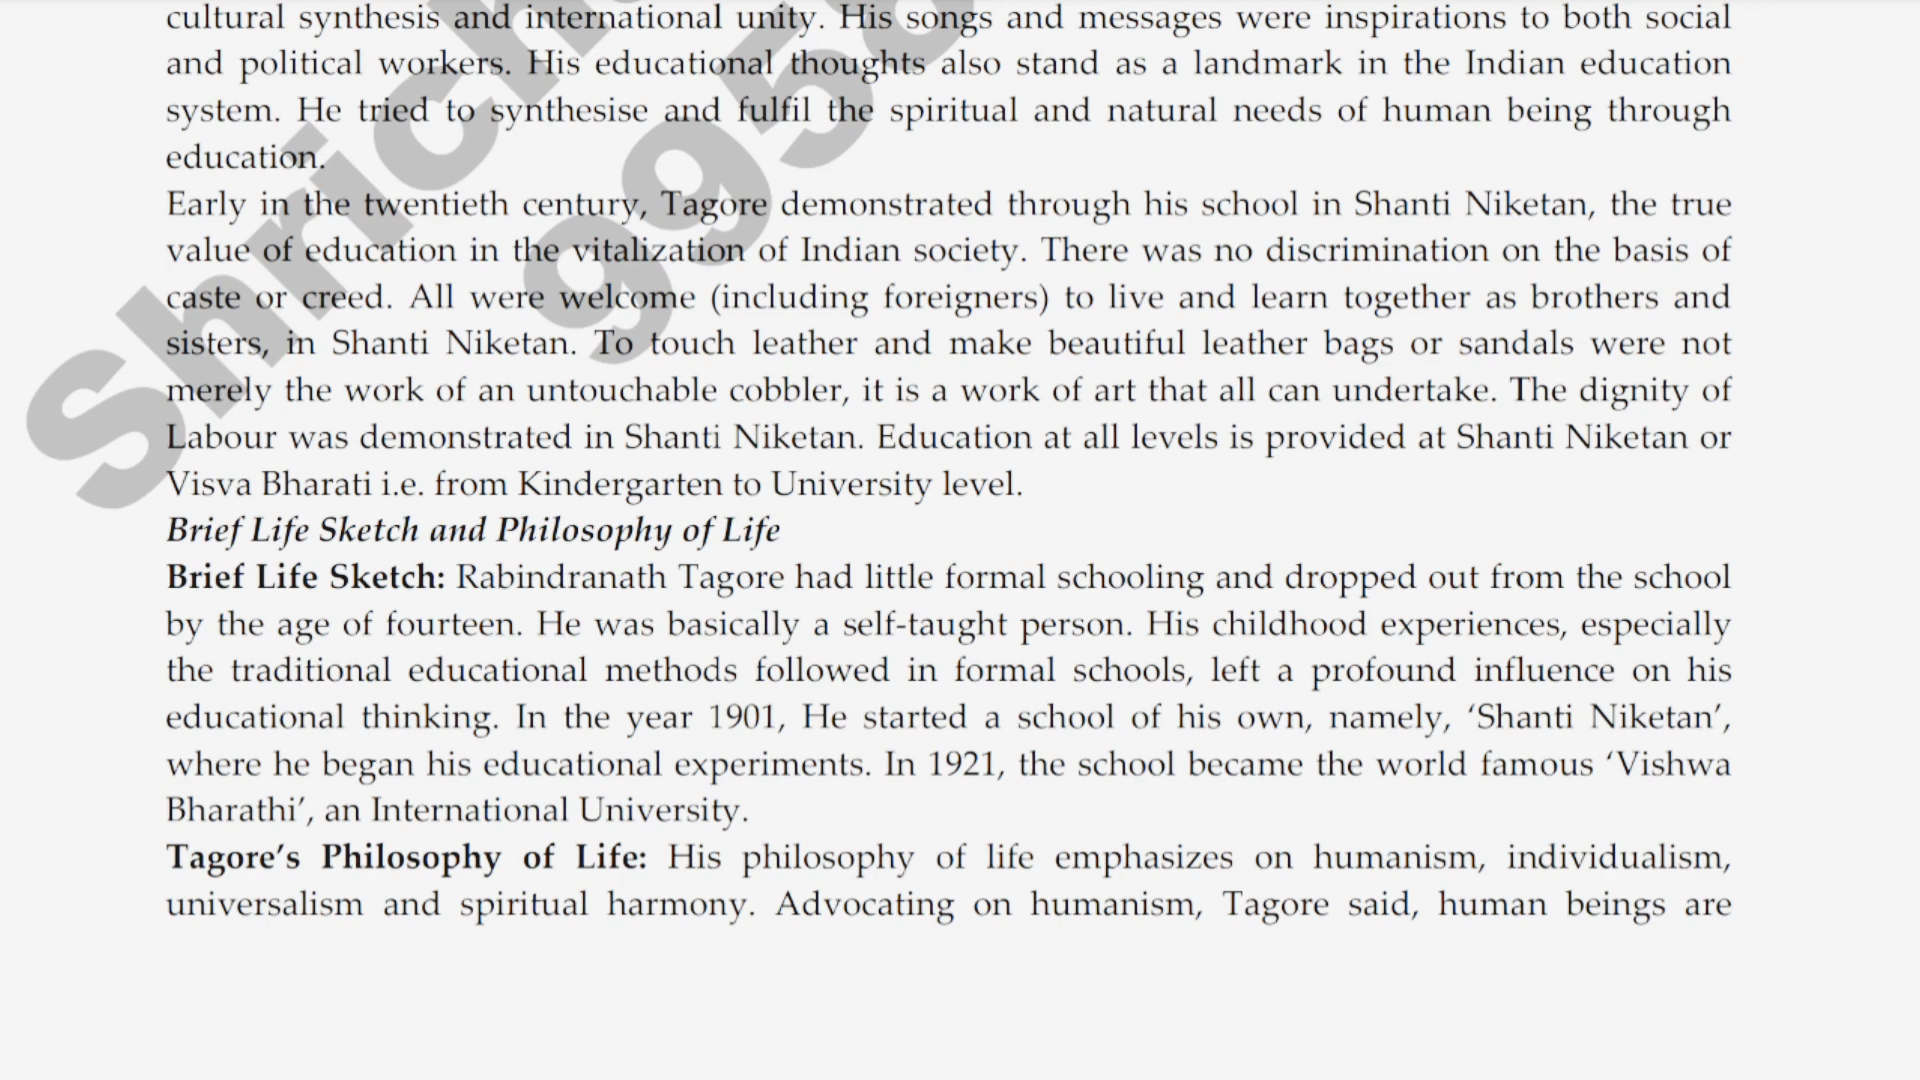 cultural synthesis and international unity. His songs and messages were inspirations to both social
and political workers. His educational thoughts also stand as a landmark in the Indian education
system. He tried to synthesise and fulfil the spiritual and natural needs of human being through
education.
Early in the twentieth century, Tagore demonstrated through his school in Shanti Niketan, the true
value of education in the vitalization of Indian society. There was no discrimination on the basis of
caste or creed. All were welcome (including foreigners) to live and learn together as brothers and
sisters, in Shanti Niketan. To touch leather and make beautiful leather bags or sandals were not
merely the work of an untouchable cobbler, it is a work of art that all can undertake. The dignity of
Labour was demonstrated in Shanti Niketan. Education at all levels is provided at Shanti Niketan or
Visva Bharati i.e. from Kindergarten to University level.
Brief Life Sketch and Philosophy of Life
Brief Life Sketch: Rabindranath Tagore had little formal schooling and dropped out from the school
by the age of fourteen. He was basically a self-taught person. His childhood experiences, especially
the traditional educational methods followed in formal schools, left a profound influence on his
educational thinking. In the year 1901, He started a school of his own, namely, ‘Shanti Niketan’,
where he began his educational experiments. In 1921, the school became the world famous ‘Vishwa
Bharathi’, an International University.
Tagore’s Philosophy of Life: His philosophy of life emphasizes on humanism, individualism,
universalism and spiritual harmony. Advocating on humanism, Tagore said, human beings are